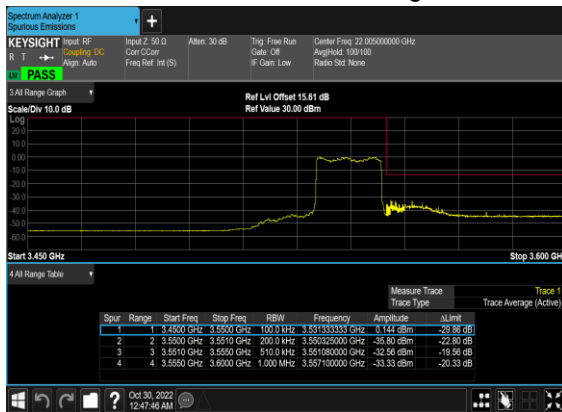 Spectrum Analyzer 1
Spurious Emissions
KEYSIGHT Input: RF Input Z: 50 Ω Atten: 30 dB Trig: Free Run Center Freq: 22.005000000 GHz
R T Coupling: DC Corr CCorr Gate: Off Avg|Hold: 100/100
Align: Auto Freq Ref: Int (S) IF Gain: Low Radio Std: None
PASS
3 All Range Graph
Ref Lvl Offset 15.61 dB
Scale/Div 10.0 dB Ref Value 30.00 dBm
Log
20.0
10.0
0.00
-10.0
-20.0
-30.0
-40.0
-50.0
-60.0
Start 3.450 GHz Stop 3.600 GH
4 All Range Table
Measure Trace Trace 1
Trace Type Trace Average (Active)
Spur Range Start Freq Stop Freq RBW Frequency Amplitude ΔLimit
1 1 3.4500 GHz 3.5500 GHz 100.0 kHz 3.531333333 GHz 0.144 dBm -29.86 dB
2 2 3.5500 GHz 3.5510 GHz 200.0 kHz 3.550325000 GHz -35.80 dBm -22.80 dB
3 3 3.5510 GHz 3.5550 GHz 510.0 kHz 3.551080000 GHz -32.56 dBm -19.56 dB
4 4 3.5550 GHz 3.6000 GHz 1.000 MHz 3.557100000 GHz -33.33 dBm -20.33 dB
Oct 30, 2022
12:47:46 AM